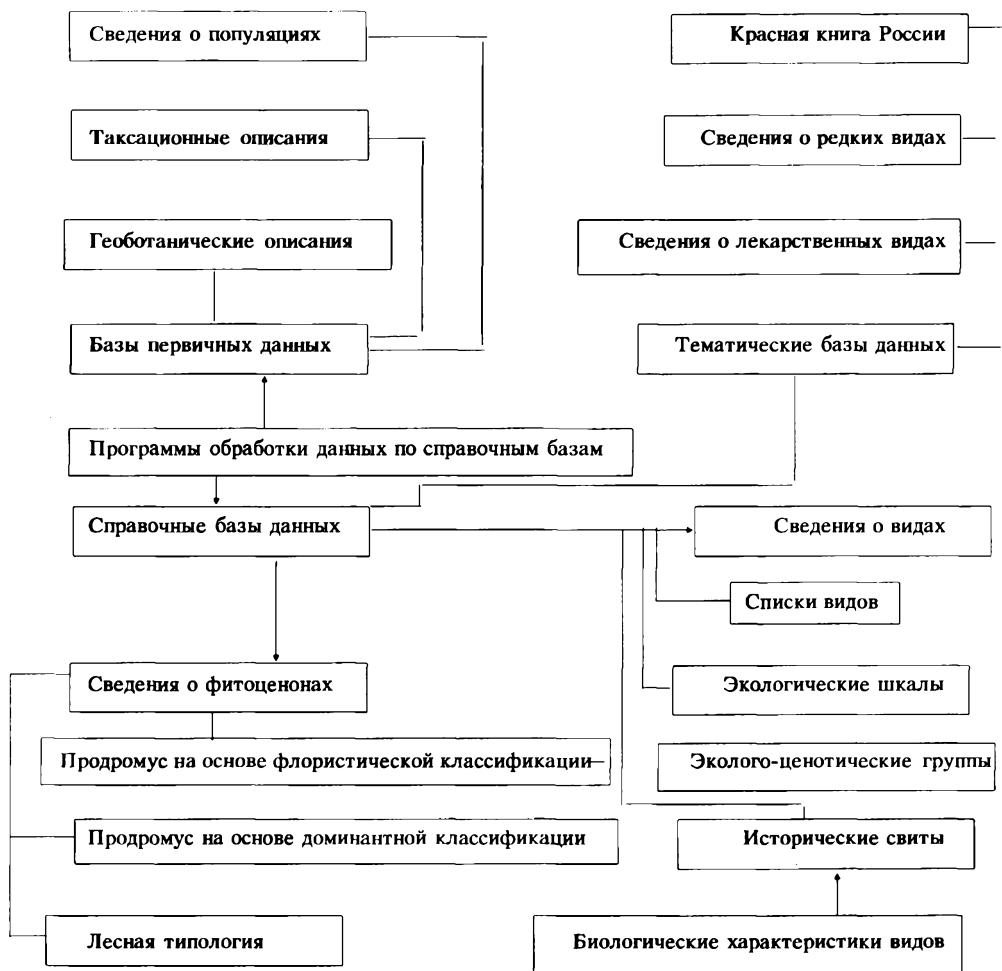 Сведения о популяциях
Красная книга России
Таксационные описания
Сведения о редких видах
Геоботанические описания
Сведения о лекарственных видах
Базы первичных данных
Тематические базы данных
Программы обработки данных по справочным базам
Справочные базы данных
Сведения о видах
Списки видов
Сведения о фитоценонах
Экологические шкалы
Продромус на основе флористической классификации
Эколого-ценотические группы
Продромус на основе доминантной классификации
Исторические свиты
Лесная типология
Биологические характеристики видов